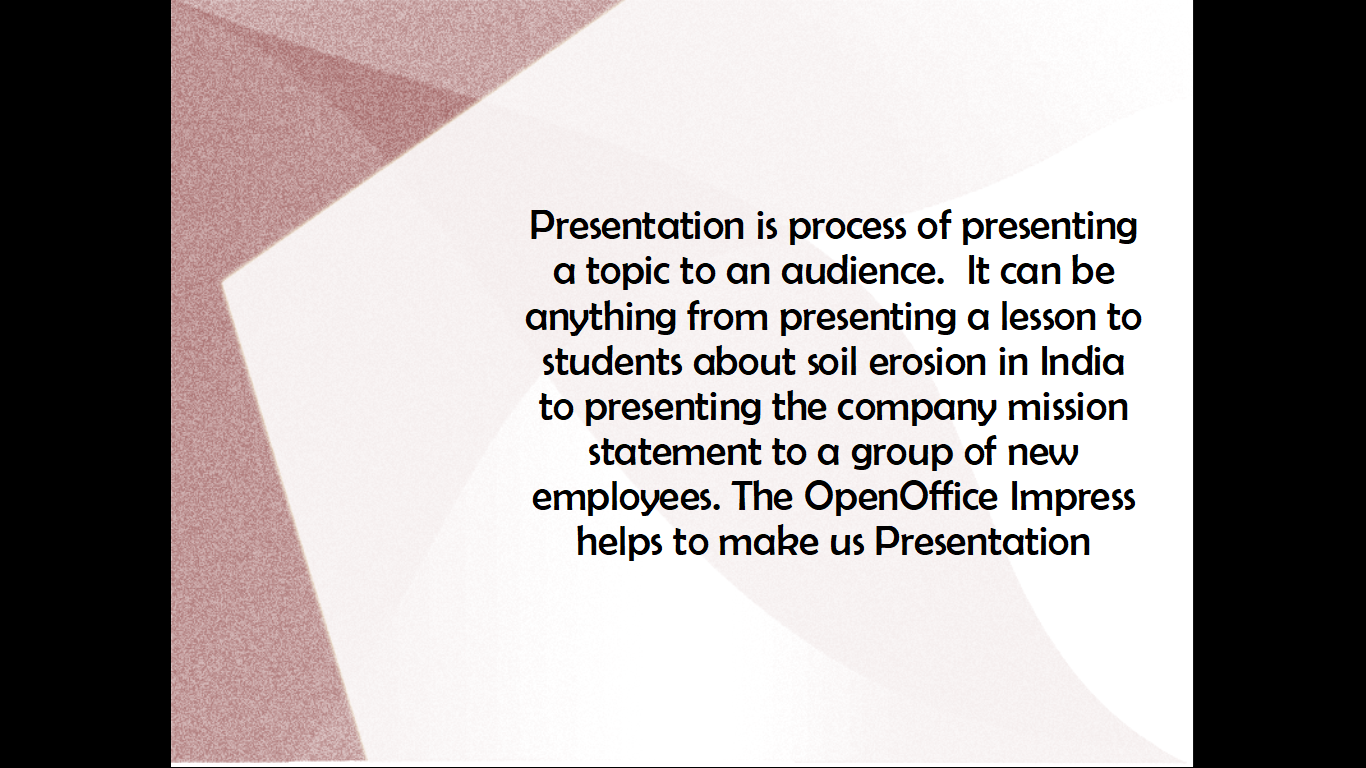 Presentation is process of presenting
a topic to an audience.  It can be
anything from presenting a lesson to
students about soil erosion in India
to presenting the company mission
statement to a group of new
employees. The OpenOffice Impress
helps to make us Presentation